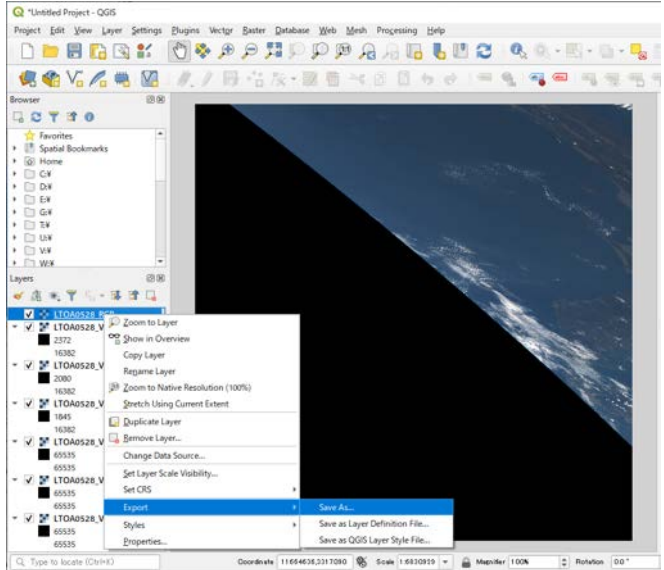 *Untitled Project - QGIS
Project Edit View Layer Settings Plugins Vector Raster Database Web Mesh Processing Help
Browser
Favorites
Spatial Bookmarks
Home
C:¥
D:¥
E:¥
G:¥
T:¥
U:¥
V:¥
W:¥
Layers
LTOA0528_RGB
LTOA0528_V
2372
16382
LTOA0528_V
2080
16382
LTOA0528_V
1845
16382
LTOA0528_V
65535
65535
LTOA0528_V
65535
65535
LTOA0528_V
65535
65535
Zoom to Layer
Show in Overview
Copy Layer
Rename Layer
Zoom to Native Resolution (100%)
Stretch Using Current Extent
Duplicate Layer
Remove Layer...
Change Data Source...
Set Layer Scale Visibility...
Set CRS
Export
Styles
Properties...
Save As...
Save as Layer Definition File...
Save as QGIS Layer Style File...
Type to locate (Ctrl+K)
Coordinate 11664636,3317090
Scale 1:6830959
Magnifier 100%
Rotation 0.0°